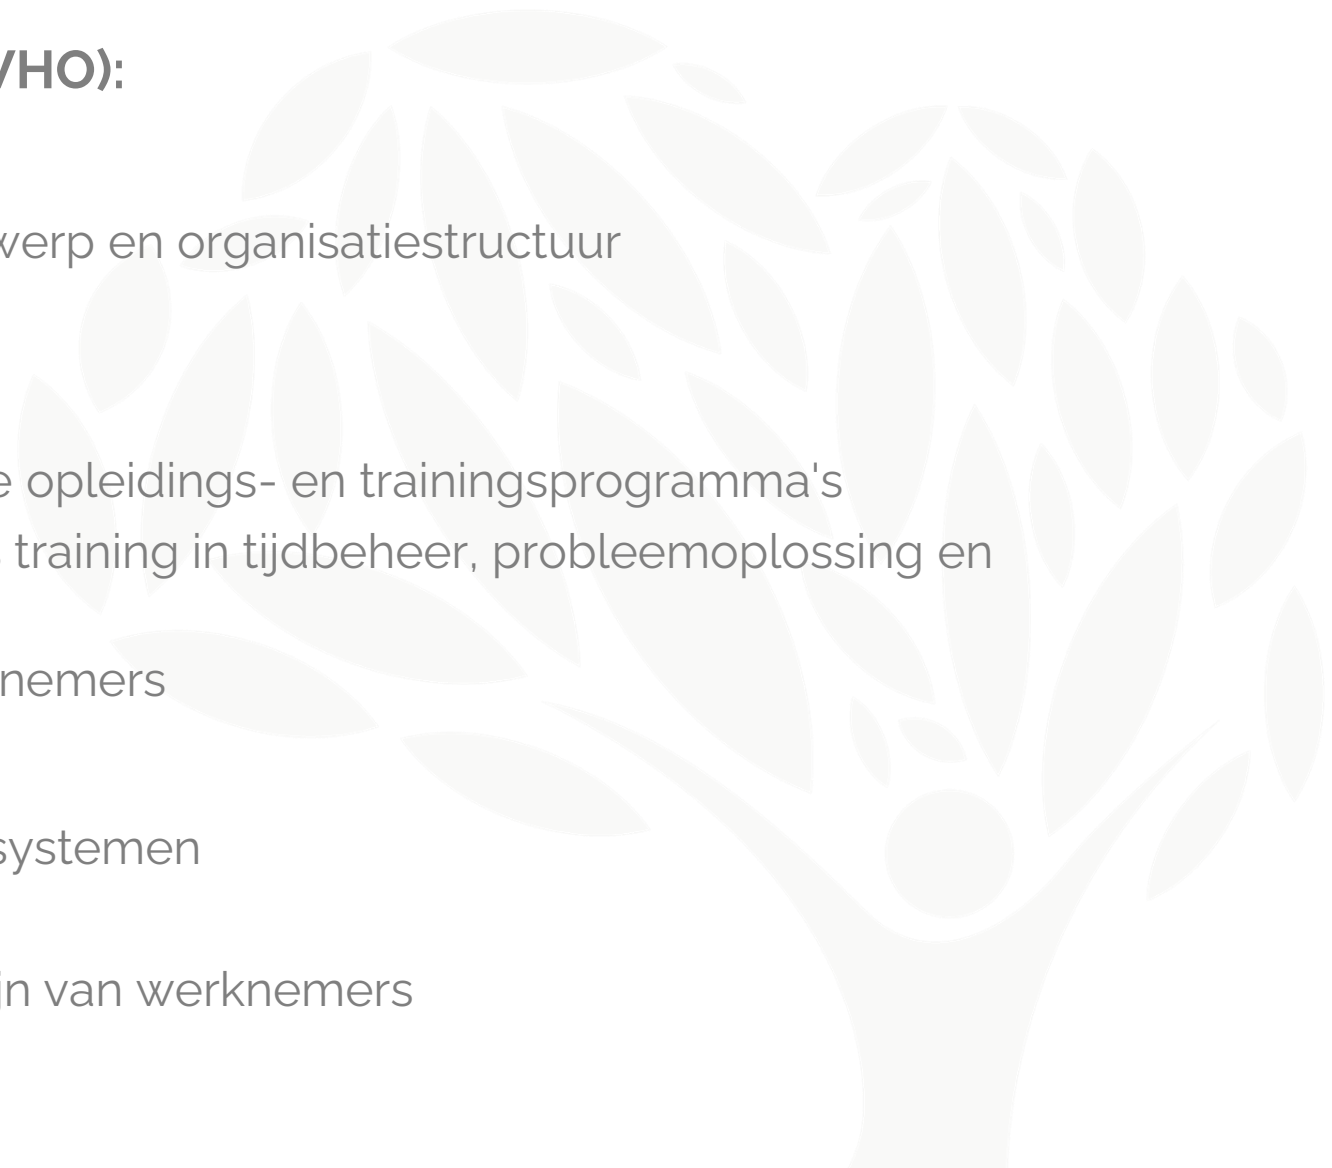 VHO):
werp en organisatiestructuur
e opleidings- en trainingsprogramma's
training in tijdbeheer, probleemoplossing en
nemers
systemen
jn van werknemers